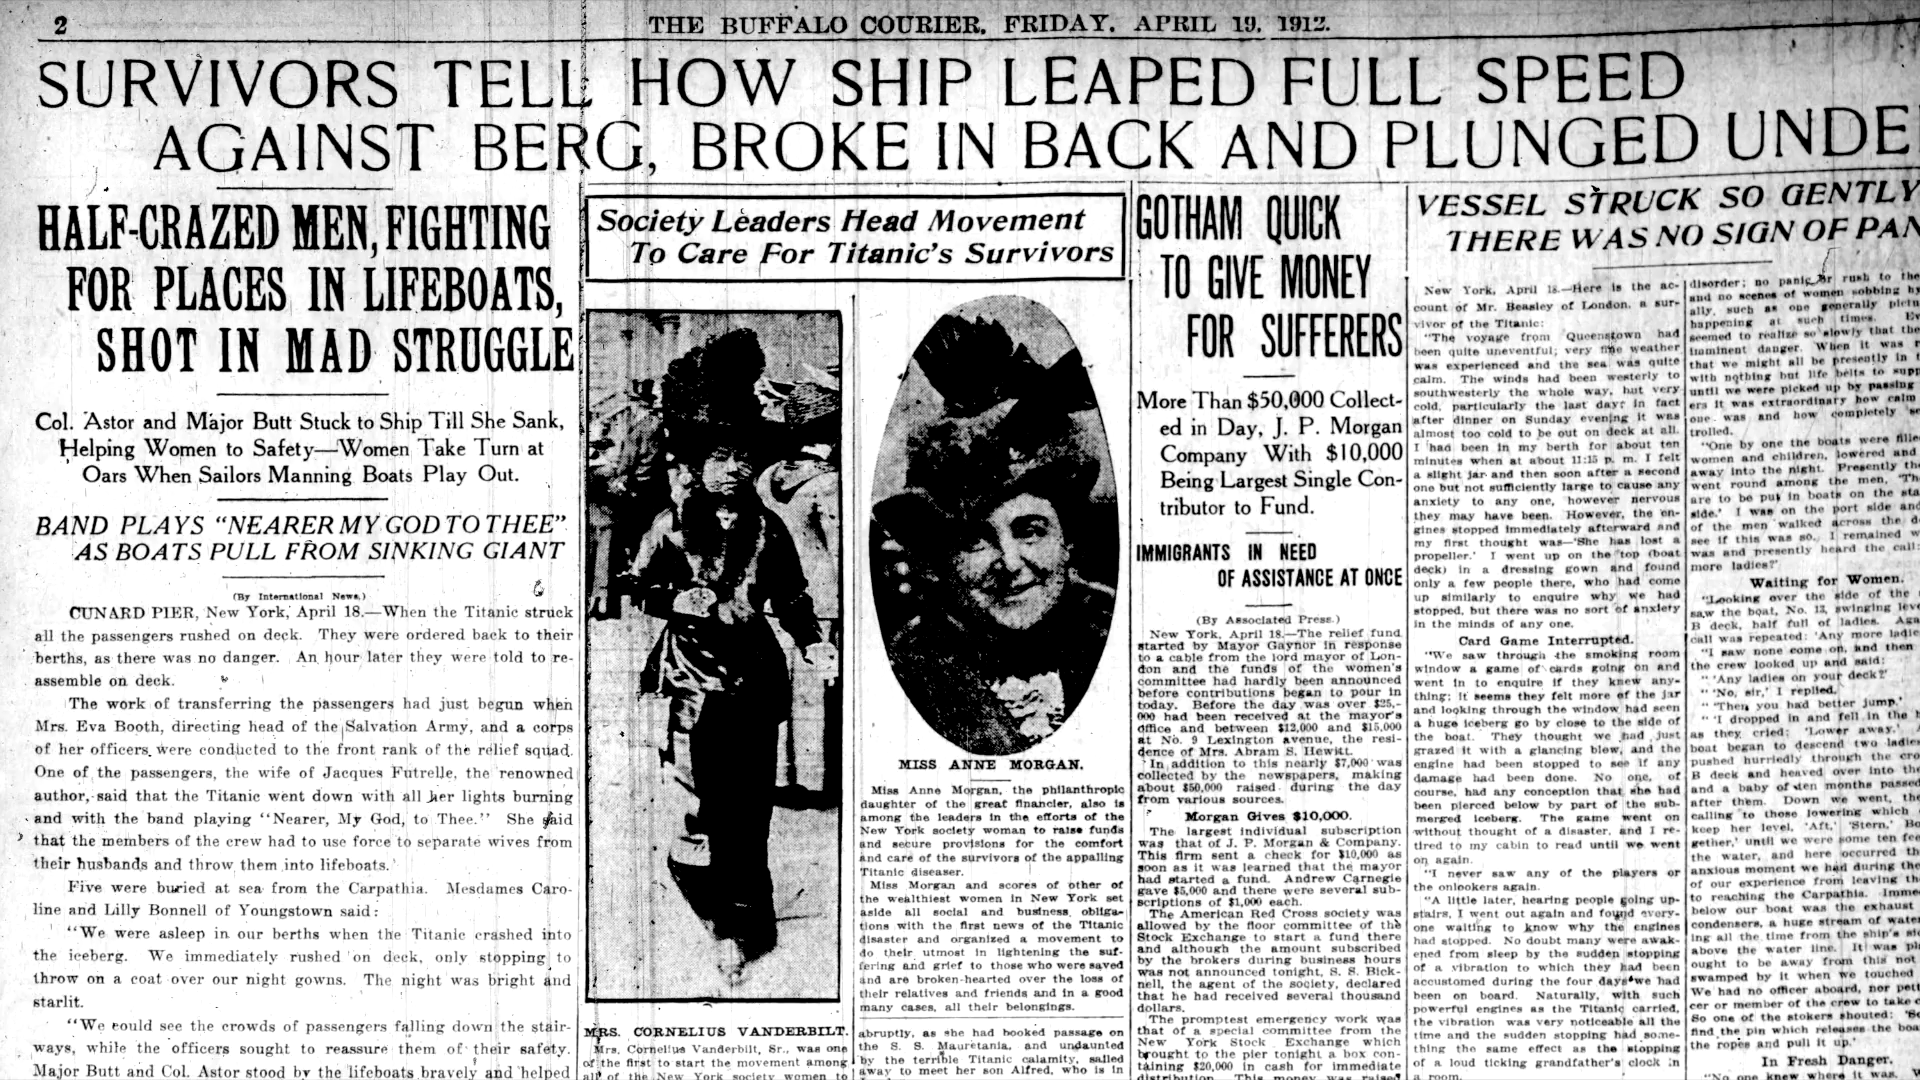 2
THE BUFFALO COURIER, FRIDAY, APRIL 19, 1912.
SURVIVORS TELL HOW SHIP LEAPED FULL SPEED
AGAINST BERG, BROKE IN BACK AND PLUNGED UNDE
HALF-CRAZED MEN, FIGHTING
FOR PLACES IN LIFEBOATS,
SHOT IN MAD STRUGGLE
Col. Astor and Major Butt Stuck to Ship Till She Sank,
Helping Women to Safety—Women Take Turn at
Oars When Sailors Manning Boats Play Out.
BAND PLAYS "NEARER MY GOD TO THEE"
AS BOATS PULL FROM SINKING GIANT
(By International News.)
CUNARD PIER, New York, April 18.—When the Titanic struck
all the passengers rushed on deck. They were ordered back to their
berths, as there was no danger. An hour later they were told to re-
assemble on deck.
The work of transferring the passengers had just begun when
Mrs. Eva Booth, directing head of the Salvation Army, and a corps
of her officers were conducted to the front rank of the relief squad.
One of the passengers, the wife of Jacques Futrelle, the renowned
author, said that the Titanic went down with all her lights burning
and with the band playing "Nearer, My God, to Thee." She said
that the members of the crew had to use force to separate wives from
their husbands and throw them into lifeboats.
Five were buried at sea from the Carpathia. Mesdames Caro-
line and Lilly Bonnell of Youngstown said:
"We were asleep in our berths when the Titanic crashed into
the iceberg. We immediately rushed on deck, only stopping to
throw on a coat over our night gowns. The night was bright and
starlit.
"We could see the crowds of passengers falling down the stair-
ways, while the officers sought to reassure them of their safety.
Major Butt and Col. Astor stood by the lifeboats bravely and helped
Society Leaders Head Movement
To Care For Titanic's Survivors
MRS. CORNELIUS VANDERBILT.
Mrs. Cornelius Vanderbilt, Sr., was one
of the first to start the movement among
all of the New York society women to
MISS ANNE MORGAN.
Miss Anne Morgan, the philanthropic
daughter of the great financier, also is
among the leaders in the efforts of the
New York society woman to raise funds
and secure provisions for the comfort
and care of the survivors of the appalling
Titanic diseaser.
Miss Morgan and scores of other of
the wealthiest women in New York set
aside all social and business obliga-
tions with the first news of the Titanic
disaster and organized a movement to
do their utmost in lightening the suf-
fering and grief to those who were saved
and are broken-hearted over the loss of
their relatives and friends and in a good
many cases, all their belongings.
abruptly, as she had booked passage on
the S. S. Mauretania, and undaunted
by the terrible Titanic calamity, sailed
away to meet her son Alfred, who is in
GOTHAM QUICK
TO GIVE MONEY
FOR SUFFERERS
More Than $50,000 Collect-
ed in Day, J. P. Morgan
Company With $10,000
Being Largest Single Con-
tributor to Fund.
IMMIGRANTS IN NEED
OF ASSISTANCE AT ONCE
(By Associated Press.)
New York, April 18.—The relief fund
started by Mayor Gaynor in response
to a cable from the lord mayor of Lon-
don and the funds of the women's
committee had hardly been announced
before contributions began to pour in
today. Before the day was over $25,-
000 had been received at the mayor's
office and between $12,000 and $15,000
at No. 9 Lexington avenue, the resi-
dence of Mrs. Abram S. Hewitt.
In addition to this nearly $7,000 was
collected by the newspapers, making
about $50,000 raised during the day
from various sources.
Morgan Gives $10,000.
The largest individual subscription
was that of J. P. Morgan & Company.
This firm sent a check for $10,000 as
soon as it was learned that the mayor
had started a fund. Andrew Carnegie
gave $5,000 and there were several sub-
scriptions of $1,000 each.
The American Red Cross society was
allowed by the floor committee of the
Stock Exchange to start a fund there
and although the amount subscribed
by the brokers during business hours
was not announced tonight, S. S. Bick-
nell, the agent of the society, declared
that he had received several thousand
dollars.
The promptest emergency work was
that of a special committee from the
New York Stock Exchange which
brought to the pier tonight a box con-
taining $20,000 in cash for immediate
distribution. This money was raised
VESSEL STRUCK SO GENTLY
THERE WAS NO SIGN OF PAN
New York, April 18.—Here is the ac-
count of Mr. Beasley of London, a sur-
vivor of the Titanic:
"The voyage from Queenstown had
been quite uneventful; very fine weather
was experienced and the sea was quite
calm. The winds had been westerly to
southwesterly the whole way, but very
cold, particularly the last day; in fact
after dinner on Sunday evening it was
almost too cold to be out on deck at all.
I had been in my berth for about ten
minutes when at about 11:15 p. m. I felt
a slight jar and then soon after a second
one but not sufficiently large to cause any
anxiety to any one, however nervous
they may have been. However, the en-
gines stopped immediately afterward and
my first thought was—'She has lost a
propeller.' I went up on the top (boat
deck) in a dressing gown and found
only a few people there, who had come
up similarly to enquire why we had
stopped, but there was no sort of anxiety
in the minds of any one.
Card Game Interrupted.
"We saw through the smoking room
window a game of cards going on and
went in to enquire if they knew any-
thing; it seems they felt more of the jar
and looking through the window had seen
a huge iceberg go by close to the side of
the boat. They thought we had just
grazed it with a glancing blow, and the
engine had been stopped to see if any
damage had been done. No one, of
course, had any conception that she had
been pierced below by part of the sub-
merged iceberg. The game went on
without thought of a disaster, and I re-
tired to my cabin to read until we went
on again.
"I never saw any of the players or
the onlookers again.
"A little later, hearing people going up-
stairs, I went out again and found every-
one waiting to know why the engines
had stopped. No doubt many were awak-
ened from sleep by the sudden stopping
of a vibration to which they had been
accustomed during the four days we had
been on board. Naturally, with such
powerful engines as the Titanic carried,
the vibration was very noticeable all the
time and the sudden stopping had some-
thing the same effect as the stopping
of a loud ticking grandfather's clock in
a room.
disorder; no panic or rush to the
and no scenes of women sobbing hy
ally, such as one generally pictu
happening at such times. Ev
seemed to realize so slowly that the
imminent danger. When it was r
that we might all be presently in t
with nothing but life belts to supp
until we were picked up by passing
ers it was extraordinary how calm
one was and how completely se
trolled.
"One by one the boats were fille
women and children, lowered and
away into the night. Presently the
went round among the men, 'Th
are to be put in boats on the sta
side.' I was on the port side and
of the men walked across the d
see if this was so. I remained w
was and presently heard the call:
more ladies?'
Waiting for Women.
"Looking over the side of the
saw the boat, No. 13, swinging leve
B deck, half full of ladies. Aga
call was repeated: 'Any more ladie
"I saw none come on, and then
the crew looked up and said:
"'Any ladies on your deck?'
"'No, sir,' I replied.
"'Then you had better jump.'
"'I dropped in and fell in the
as they cried: 'Lower away.'
boat began to descend two ladies
pushed hurriedly through the cro
B deck and heaved over into the
and a baby of ten months passed
after them. Down we went, the
calling to those lowering which
keep her level, 'Aft,' 'Stern,' 'Bo
gether,' until we were some ten fee
the water, and here occurred th
anxious moment we had during the
of our experience from leaving th
to reaching the Carpathia. Imme
below our boat was the exhaust
condensers, a huge stream of water
ing all the time from the ship's sid
above the water line. It was pla
ought to be away from this not
swamped by it when we touched
We had no officer aboard, nor pett
cer or member of the crew to take c
So one of the stokers shouted: 'So
find the pin which releases the boa
the ropes and pull it up.'
In Fresh Danger.
"No one knew where it was.